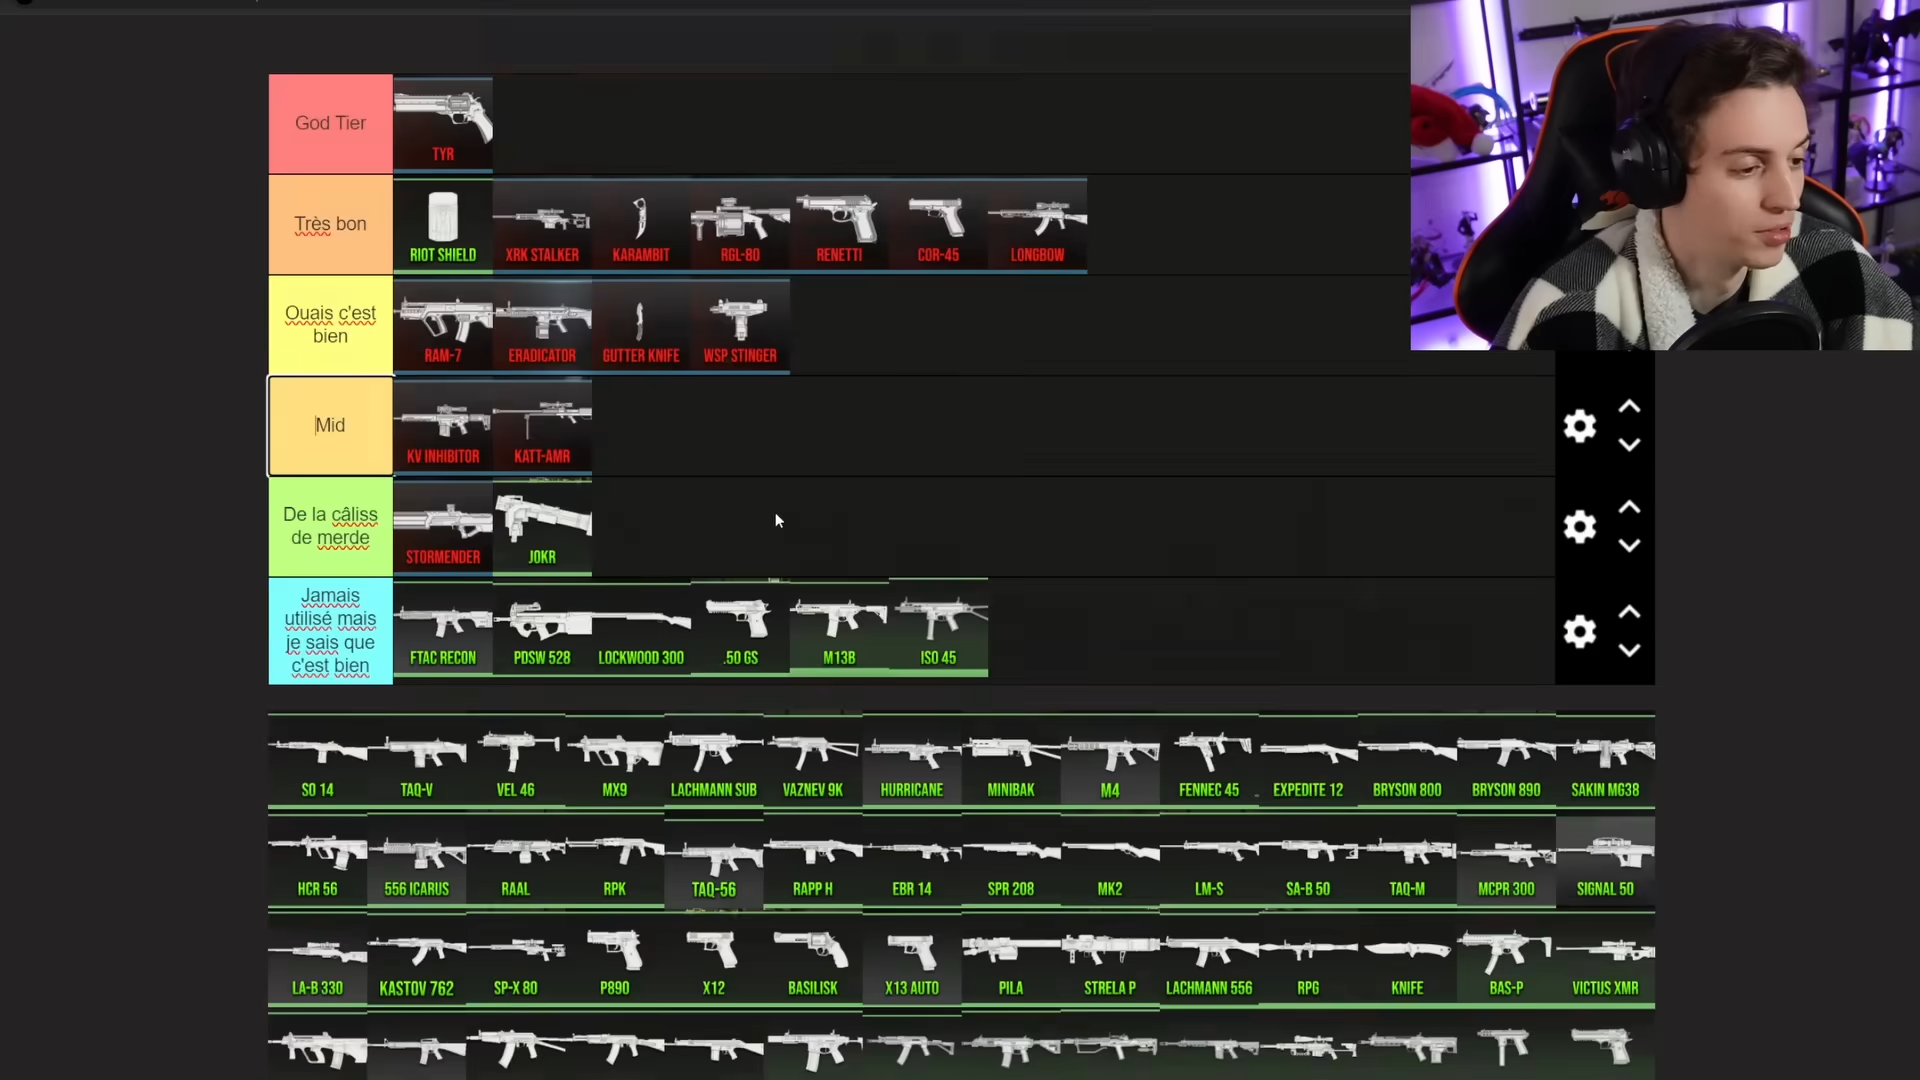 God Tier
TYR
Très bon
RIOT SHIELD
XRK STALKER
KARAMBIT
RGL-80
RENETTI
COR-45
LONGBOW
Ouais c'est
bien
RAM-7
ERADICATOR
GUTTER KNIFE
WSP STINGER
Mid
KV INHIBITOR
KATT-AMR
De la câliss
de merde
STORMENDER
JOKR
Jamais
utilisé mais
je sais que
c'est bien
FTAC RECON
PDSW 528
LOCKWOOD 300
.50 GS
M13B
ISO 45
SO 14
TAQ-V
VEL 46
MX9
LACHMANN SUB
VAZNEV 9K
HURRICANE
MINIBAK
M4
FENNEC 45
EXPEDITE 12
BRYSON 800
BRYSON 890
SAKIN MG38
HCR 56
556 ICARUS
RAAL
RPK
TAQ-56
RAPP H
EBR 14
SPR 208
MK2
LM-S
SA-B 50
TAQ-M
MCPR 300
SIGNAL 50
LA-B 330
KASTOV 762
SP-X 80
P890
X12
BASILISK
X13 AUTO
PILA
STRELA P
LACHMANN 556
RPG
KNIFE
BAS-P
VICTUS XMR